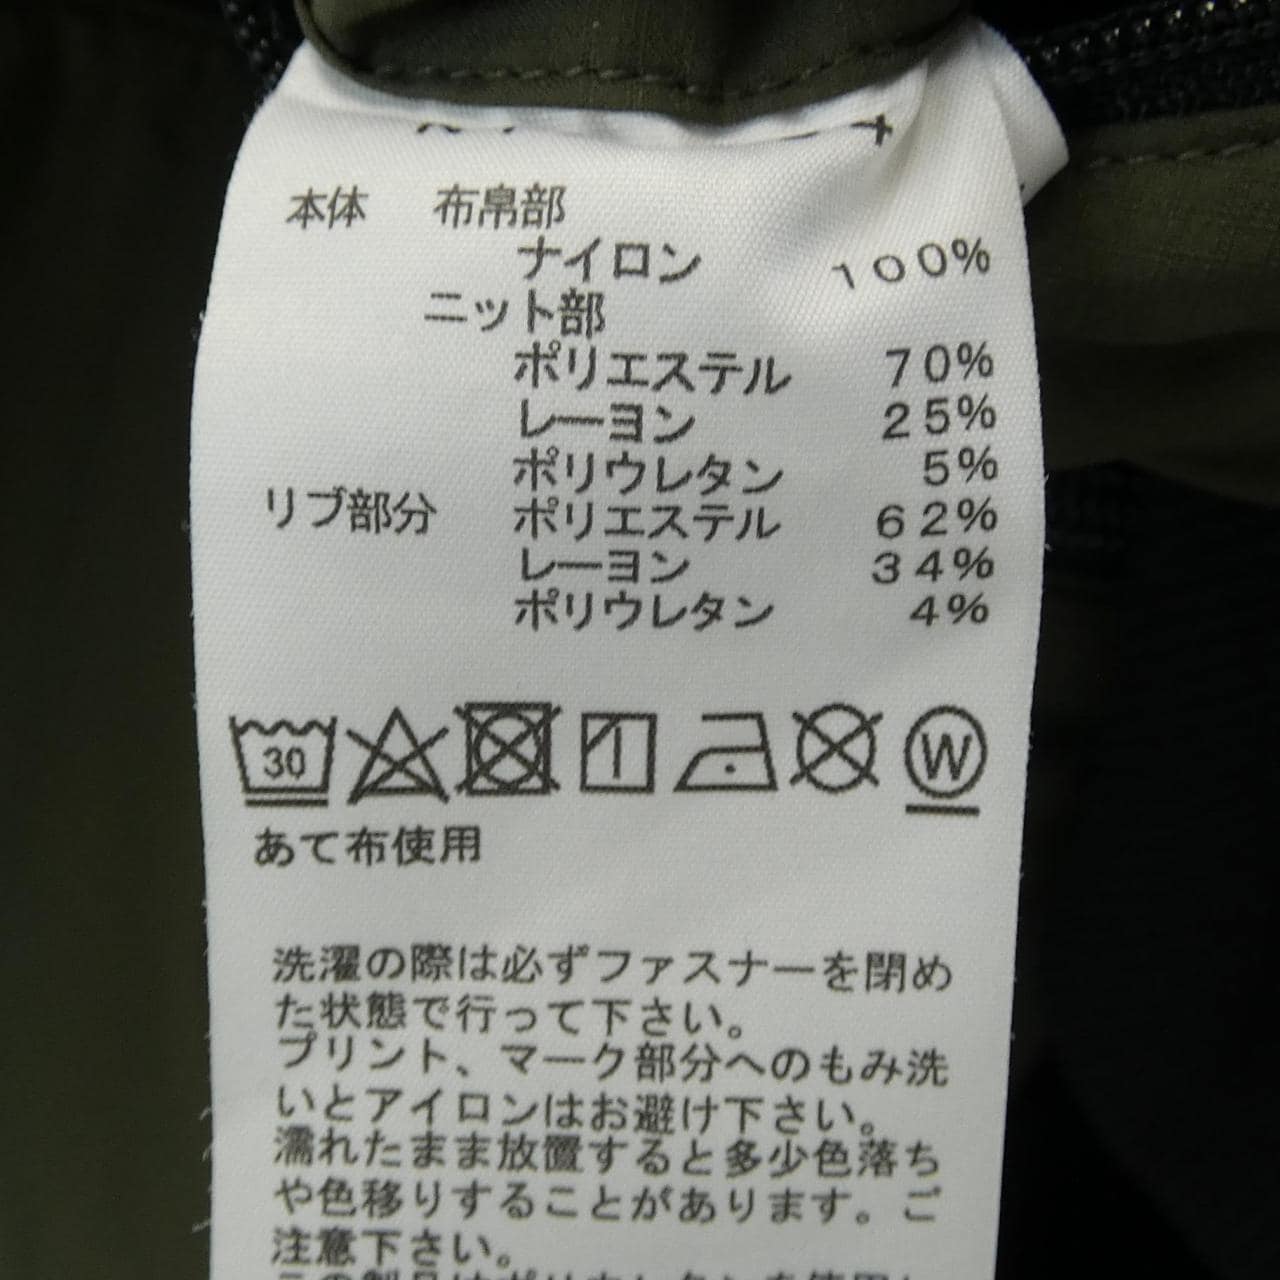 本体 布帛部
ナイロン 100%
ニット部
ポリエステル 70%
レーヨン 25%
ポリウレタン 5%
リブ部分 ポリエステル 62%
レーヨン 34%
ポリウレタン 4%
30 W
あて布使用
洗濯の際は必ずファスナーを閉め
た状態で行って下さい。
プリント、マーク部分へのもみ洗
いとアイロンはお避け下さい。
濡れたまま放置すると多少色落ち
や色移りすることがあります。ご
注意下さい。